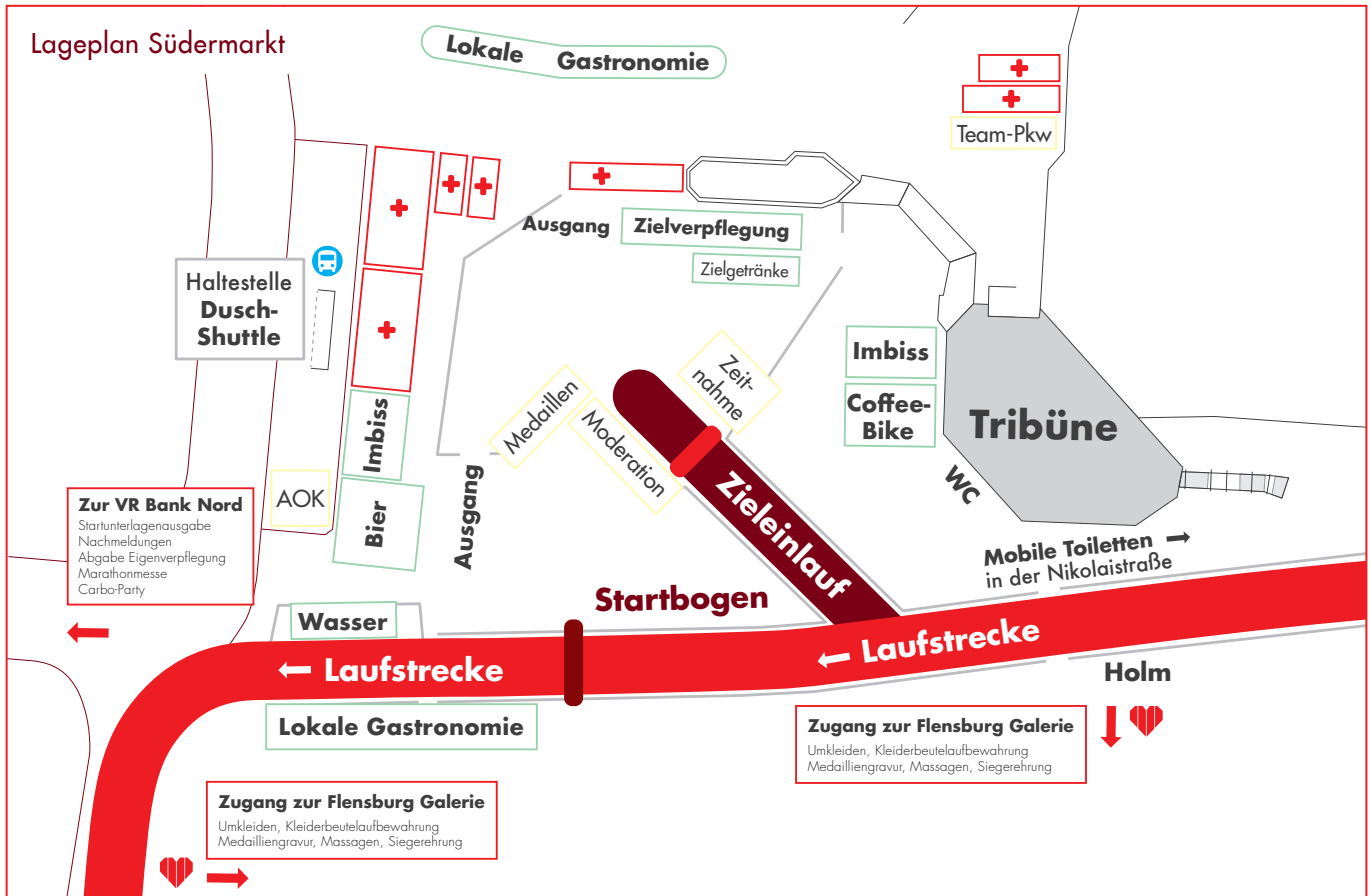 Lageplan Südermarkt
Lokale Gastronomie
Team-Pkw
Ausgang
Zielverpflegung
Zielgetränke
Haltestelle
Dusch-
Shuttle
Imbiss
Coffee-
Bike
Tribüne
WC
Zeit-
nahme
Medaillen
Moderation
Zieleinlauf
Imbiss
Bier
AOK
Ausgang
Zur VR Bank Nord
Startunterlagenausgabe
Nachmeldungen
Abgabe Eigenverpflegung
Marathonmesse
Carbo-Party
Mobile Toiletten →
in der Nikolaistraße
Startbogen
Wasser
← Laufstrecke
← Laufstrecke
Holm
Lokale Gastronomie
Zugang zur Flensburg Galerie
Umkleiden, Kleiderbeutelaufbewahrung
Medailliengravur, Massagen, Siegerehrung
Zugang zur Flensburg Galerie
Umkleiden, Kleiderbeutelaufbewahrung
Medailliengravur, Massagen, Siegerehrung